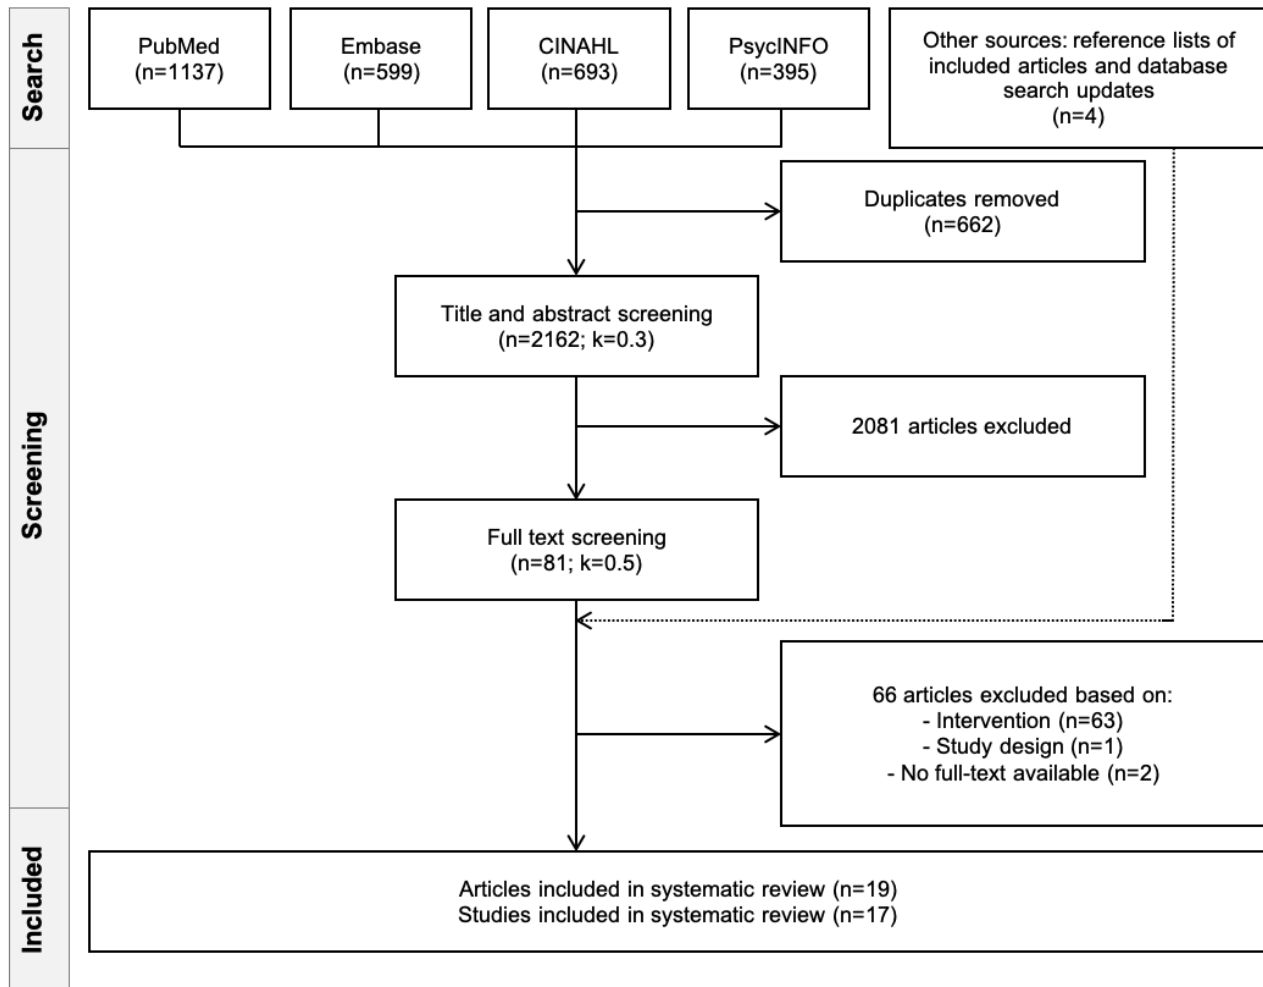 Search
PubMed
(n=1137)
Embase
(n=599)
CINAHL
(n=693)
PsycINFO
(n=395)
Other sources: reference lists of
included articles and database
search updates
(n=4)
Screening
Duplicates removed
(n=662)
Title and abstract screening
(n=2162; k=0.3)
2081 articles excluded
Full text screening
(n=81; k=0.5)
66 articles excluded based on:
- Intervention (n=63)
- Study design (n=1)
- No full-text available (n=2)
Included
Articles included in systematic review (n=19)
Studies included in systematic review (n=17)